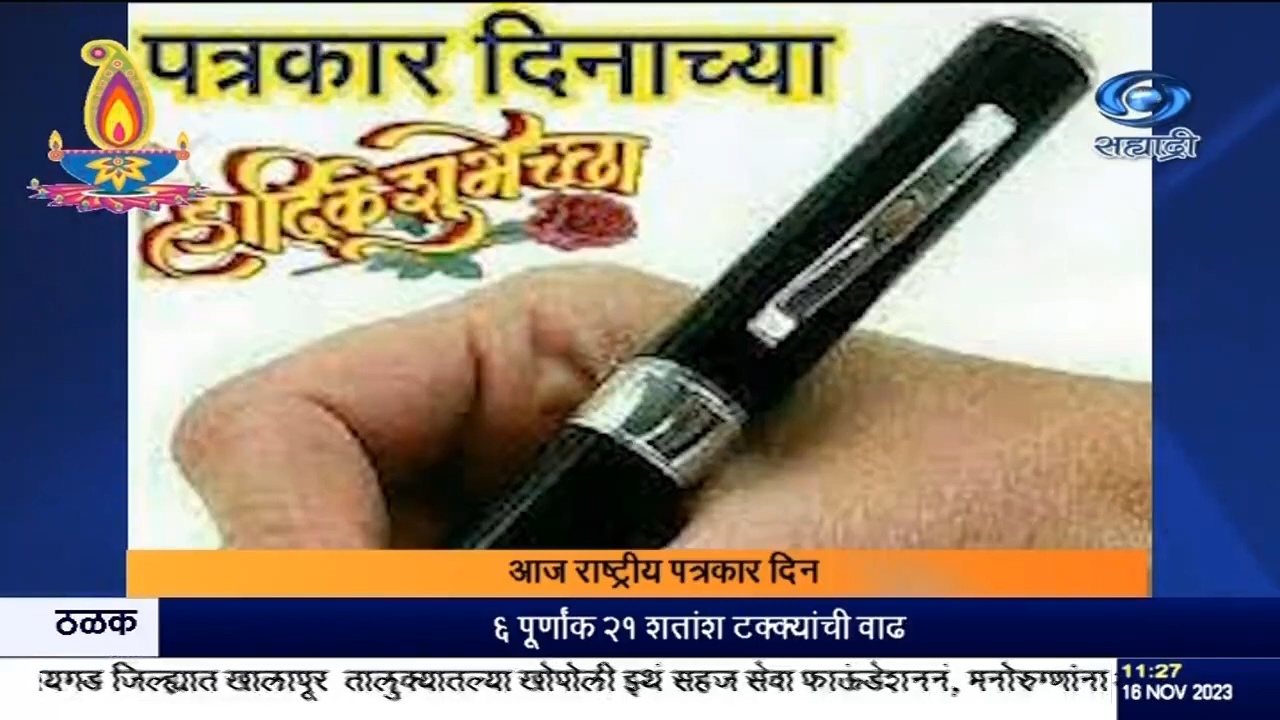 पत्रकार दिनाच्या
हार्दिक शुभेच्छा
सह्याद्री
आज राष्ट्रीय पत्रकार दिन
ठळक
६ पूर्णांक २१ शतांश टक्क्यांची वाढ
यगड जिल्ह्यात खालापूर तालुक्यातल्या खोपोली इथं सहज सेवा फाऊंडेशननं, मनोरुग्णांना
11:27
16 NOV 2023